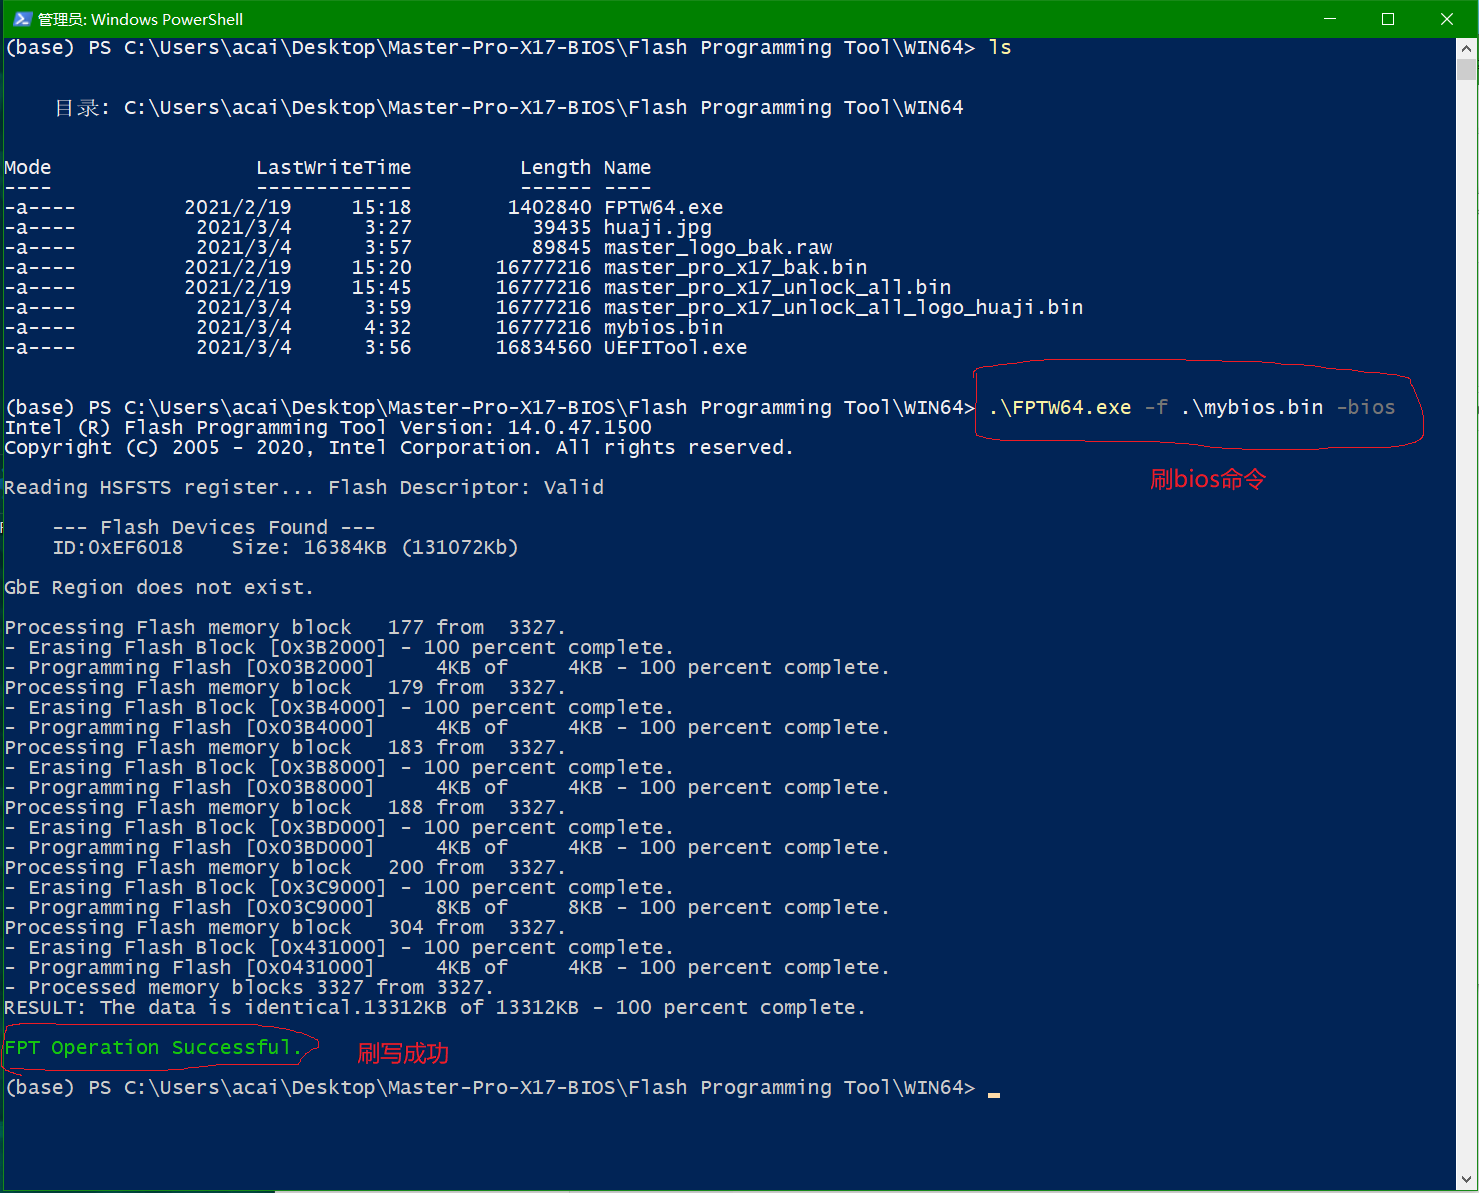 管理员: Windows PowerShell
(base) PS C:\Users\acai\Desktop\Master-Pro-X17-BIOS\Flash Programming Tool\WIN64> ls
目录: C:\Users\acai\Desktop\Master-Pro-X17-BIOS\Flash Programming Tool\WIN64
Mode                 LastWriteTime         Length Name
----                 -------------         ------ ----
-a----         2021/2/19     15:18        1402840 FPTW64.exe
-a----          2021/3/4      3:27          39435 huaji.jpg
-a----          2021/3/4      3:57          89845 master_logo_bak.raw
-a----         2021/2/19     15:20       16777216 master_pro_x17_bak.bin
-a----         2021/2/19     15:45       16777216 master_pro_x17_unlock_all.bin
-a----          2021/3/4      3:59       16777216 master_pro_x17_unlock_all_logo_huaji.bin
-a----          2021/3/4      4:32       16777216 mybios.bin
-a----          2021/3/4      3:56       16834560 UEFITool.exe
(base) PS C:\Users\acai\Desktop\Master-Pro-X17-BIOS\Flash Programming Tool\WIN64> .\FPTW64.exe -f .\mybios.bin -bios
Intel (R) Flash Programming Tool Version: 14.0.47.1500
Copyright (C) 2005 - 2020, Intel Corporation. All rights reserved.
刷bios命令
Reading HSFSTS register... Flash Descriptor: Valid
--- Flash Devices Found ---
ID:0xEF6018    Size: 16384KB (131072Kb)
GbE Region does not exist.
Processing Flash memory block   177 from  3327.
- Erasing Flash Block [0x3B2000] - 100 percent complete.
- Programming Flash [0x03B2000]     4KB of     4KB - 100 percent complete.
Processing Flash memory block   179 from  3327.
- Erasing Flash Block [0x3B4000] - 100 percent complete.
- Programming Flash [0x03B4000]     4KB of     4KB - 100 percent complete.
Processing Flash memory block   183 from  3327.
- Erasing Flash Block [0x3B8000] - 100 percent complete.
- Programming Flash [0x03B8000]     4KB of     4KB - 100 percent complete.
Processing Flash memory block   188 from  3327.
- Erasing Flash Block [0x3BD000] - 100 percent complete.
- Programming Flash [0x03BD000]     4KB of     4KB - 100 percent complete.
Processing Flash memory block   200 from  3327.
- Erasing Flash Block [0x3C9000] - 100 percent complete.
- Programming Flash [0x03C9000]     8KB of     8KB - 100 percent complete.
Processing Flash memory block   304 from  3327.
- Erasing Flash Block [0x431000] - 100 percent complete.
- Programming Flash [0x0431000]     4KB of     4KB - 100 percent complete.
- Processed memory blocks 3327 from 3327.
RESULT: The data is identical.13312KB of 13312KB - 100 percent complete.
FPT Operation Successful.
刷写成功
(base) PS C:\Users\acai\Desktop\Master-Pro-X17-BIOS\Flash Programming Tool\WIN64>